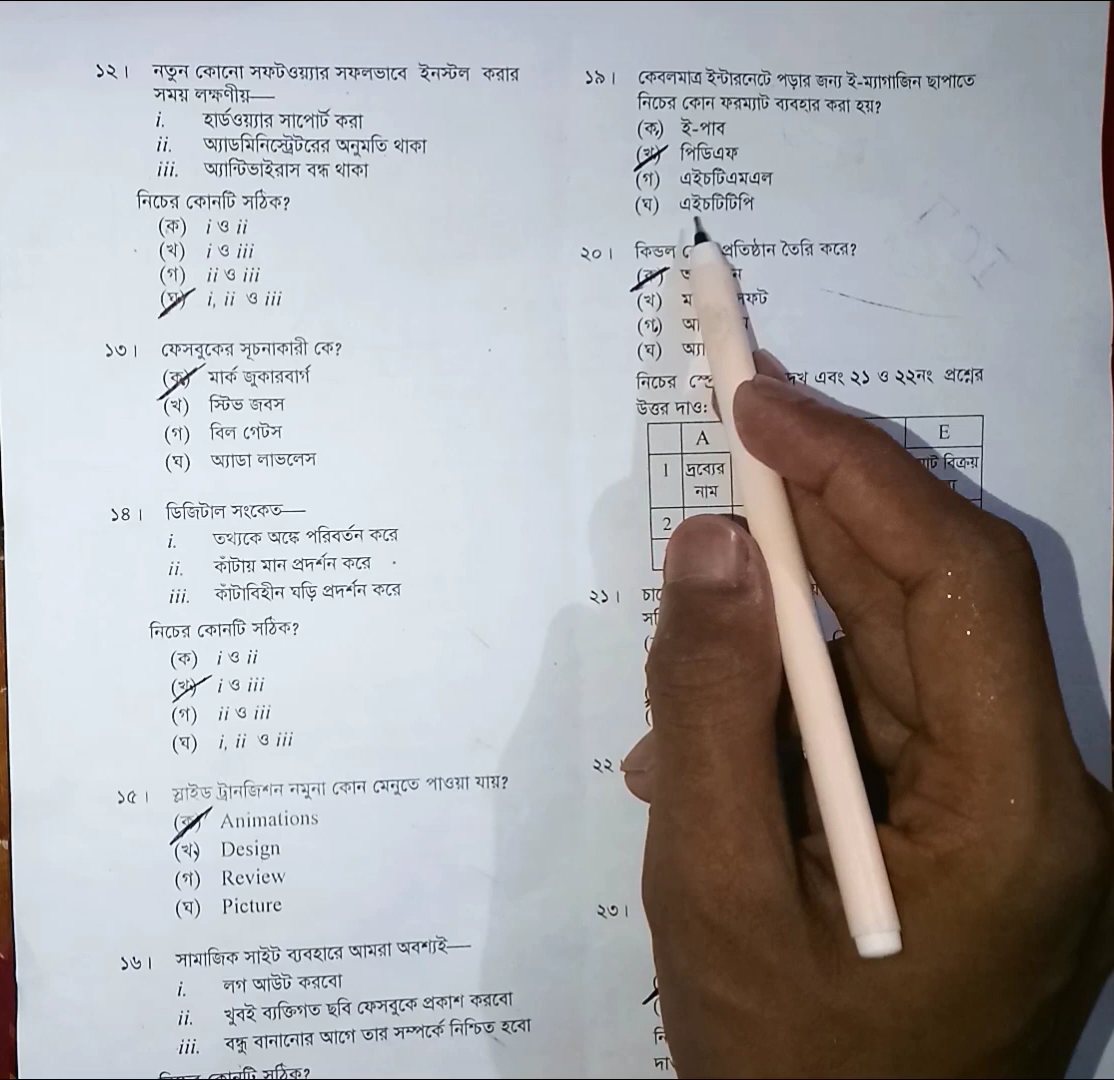 ১২। নতুন কোনো সফটওয়্যার সফলভাবে ইনস্টল করার
সময় লক্ষণীয়—
i. হার্ডওয়্যার সাপোর্ট করা
ii. অ্যাডমিনিস্ট্রেটরের অনুমতি থাকা
iii. অ্যান্টিভাইরাস বন্ধ থাকা
নিচের কোনটি সঠিক?
(ক) i ও ii
(খ) i ও iii
(গ) ii ও iii
(ঘ) i, ii ও iii
১৩। ফেসবুকের সূচনাকারী কে?
(ক) মার্ক জুকারবার্গ
(খ) স্টিভ জবস
(গ) বিল গেটস
(ঘ) অ্যাডা লাভলেস
১৪। ডিজিটাল সংকেত—
i. তথ্যকে অঙ্কে পরিবর্তন করে
ii. কাঁটায় মান প্রদর্শন করে
iii. কাঁটাবিহীন ঘড়ি প্রদর্শন করে
নিচের কোনটি সঠিক?
(ক) i ও ii
(খ) i ও iii
(গ) ii ও iii
(ঘ) i, ii ও iii
১৫। স্লাইড ট্রানজিশন নমুনা কোন মেনুতে পাওয়া যায়?
(ক) Animations
(খ) Design
(গ) Review
(ঘ) Picture
১৬। সামাজিক সাইট ব্যবহারে আমরা অবশ্যই—
i. লগ আউট করবো
ii. খুবই ব্যক্তিগত ছবি ফেসবুকে প্রকাশ করবো
iii. বন্ধু বানানোর আগে তার সম্পর্কে নিশ্চিত হবো
নিচের কোনটি সঠিক?
১৯। কেবলমাত্র ইন্টারনেটে পড়ার জন্য ই-ম্যাগাজিন ছাপাতে
নিচের কোন ফরম্যাট ব্যবহার করা হয়?
(ক) ই-পাব
(খ) পিডিএফ
(গ) এইচটিএমএল
(ঘ) এইচটিটিপি
২০। কিন্ডল প্রতিষ্ঠান তৈরি করে?
(ক)
(খ)
(গ)
(ঘ)
নিচের এবং ২১ ও ২২নং প্রশ্নের
উত্তর দাও:
A E
1 দ্রব্যের বিক্রয়
নাম
2
২১।
২২
২৩।